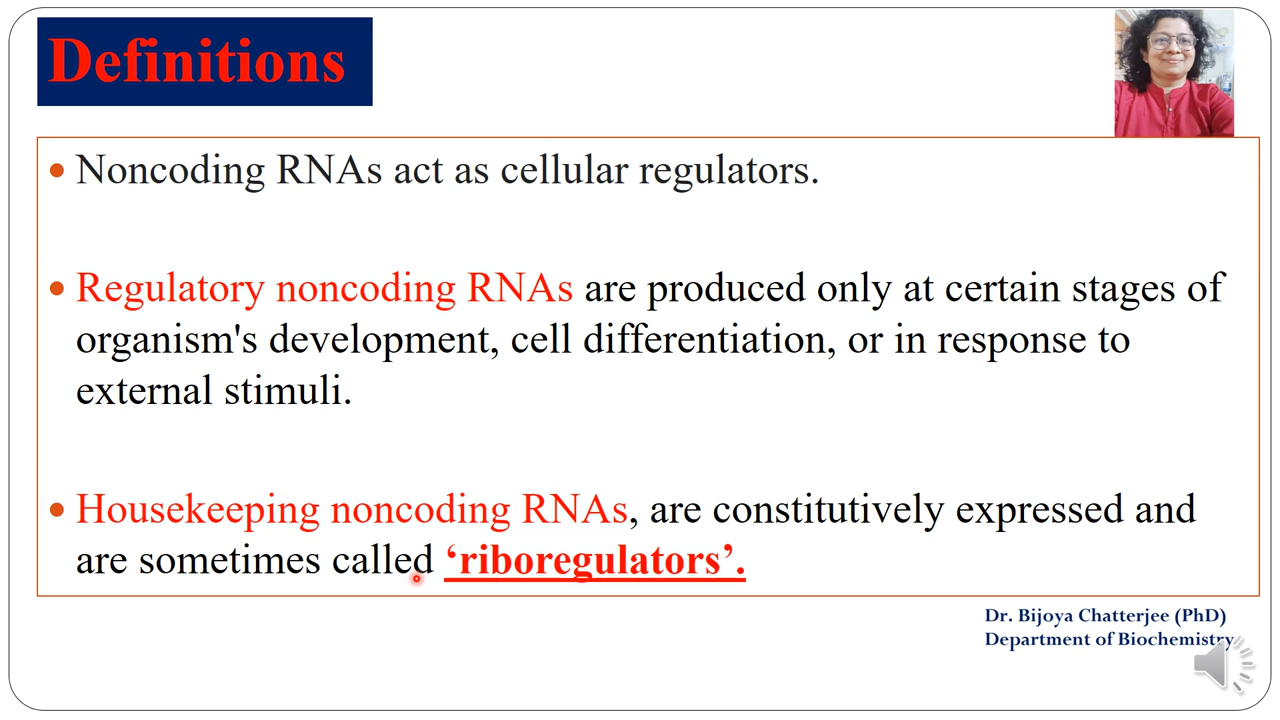 Definitions
• Noncoding RNAs act as cellular regulators.
• Regulatory noncoding RNAs are produced only at certain stages of
organism's development, cell differentiation, or in response to
external stimuli.
• Housekeeping noncoding RNAs, are constitutively expressed and
are sometimes called ‘riboregulators’.
Dr. Bijoya Chatterjee (PhD)
Department of Biochemistry